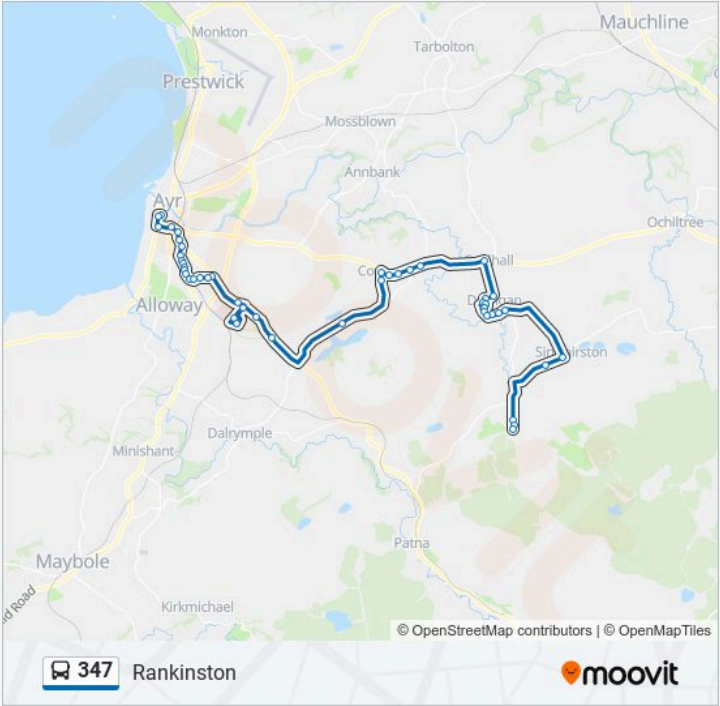 Mauchline
Monkton
Tarbolton
Prestwick
Mossblown
Annbank
Ayr
Ochiltree
Co
hall
Alloway
D
gan
Sin
irston
Dalrymple
Minishant
Patna
Maybole
d Road
Kirkmichael
© OpenStreetMap contributors | © OpenMapTiles
347 Rankinston
moovit